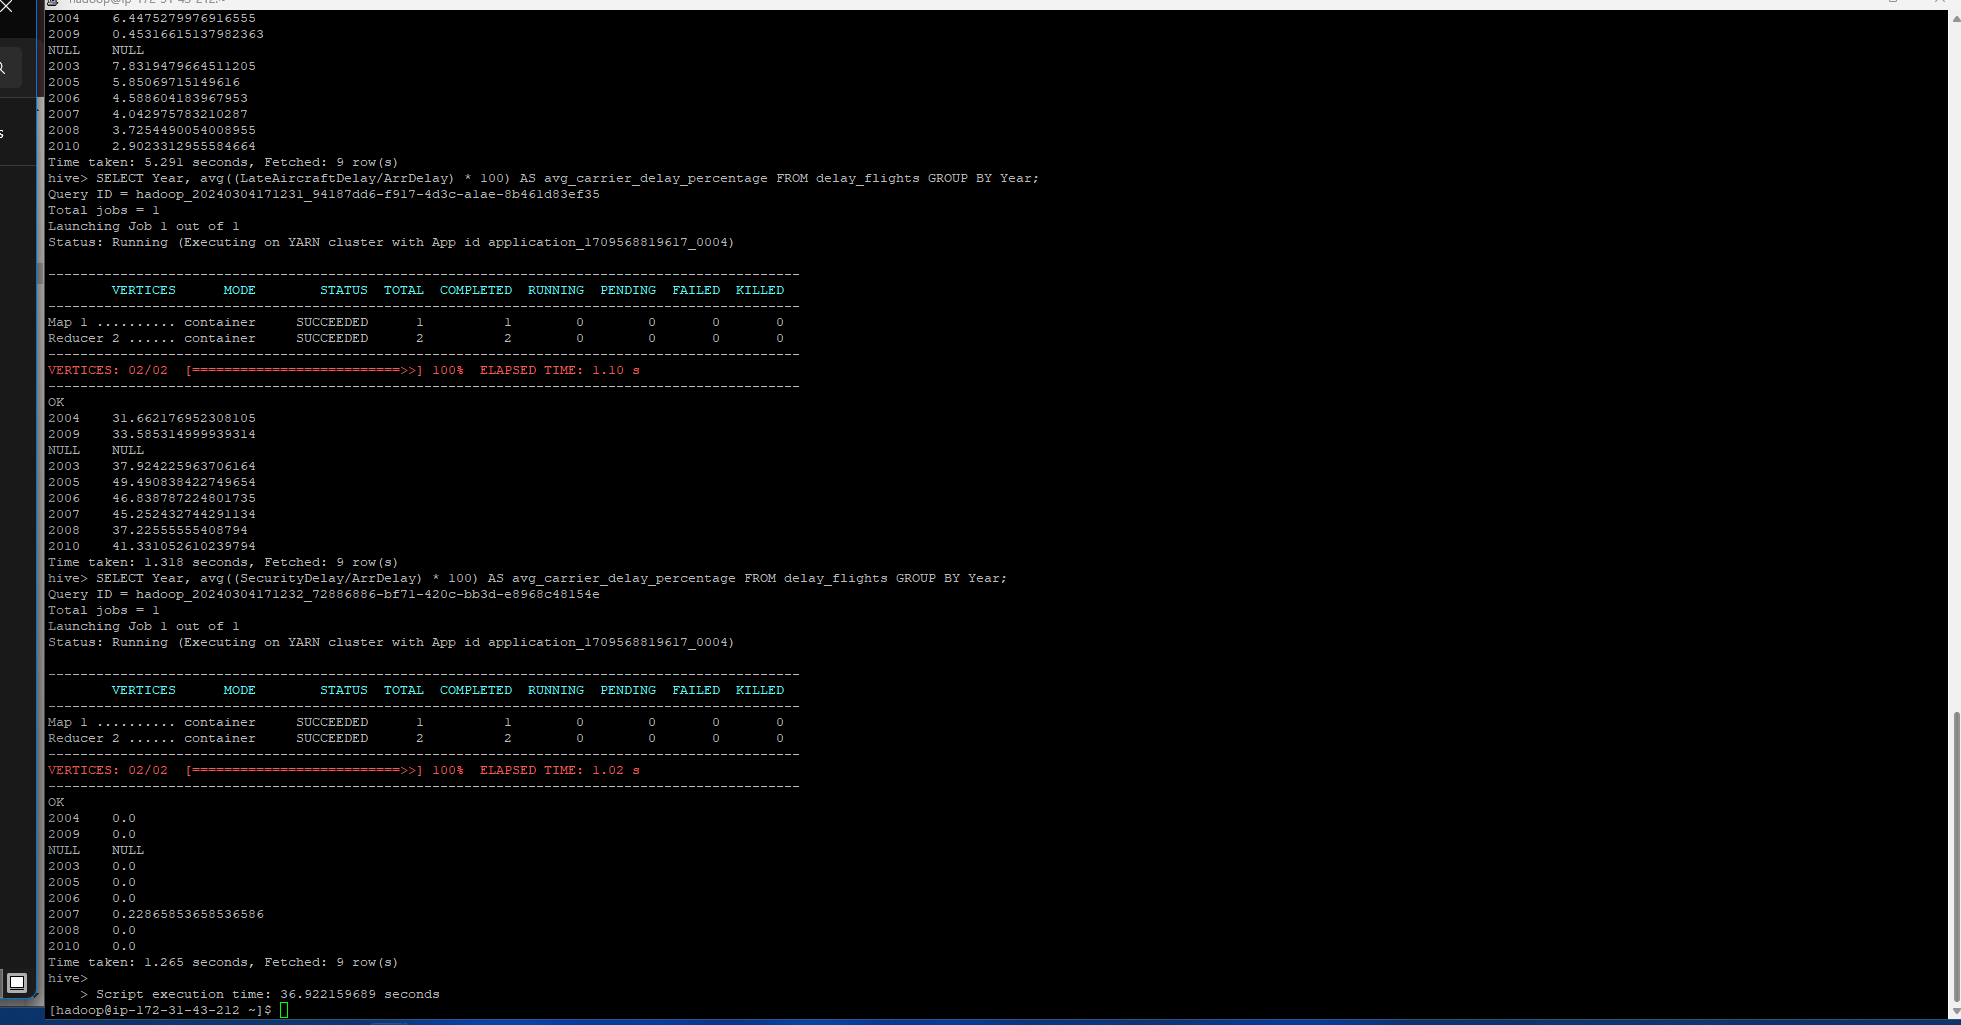 2004    6.4475279976916555
2009    0.45316615137982363
NULL    NULL
2003    7.8319479664511205
2005    5.85069715149616
2006    4.588604183967953
2007    4.042975783210287
2008    3.7254490054008955
2010    2.9023312955584664
Time taken: 5.291 seconds, Fetched: 9 row(s)
hive> SELECT Year, avg((LateAircraftDelay/ArrDelay) * 100) AS avg_carrier_delay_percentage FROM delay_flights GROUP BY Year;
Query ID = hadoop_20240304171231_94187dd6-f917-4d3c-a1ae-8b461d83ef35
Total jobs = 1
Launching Job 1 out of 1
Status: Running (Executing on YARN cluster with App id application_1709568819617_0004)
----------------------------------------------------------------------------------------------
        VERTICES      MODE        STATUS  TOTAL  COMPLETED  RUNNING  PENDING  FAILED  KILLED
----------------------------------------------------------------------------------------------
Map 1 .......... container     SUCCEEDED      1          1        0        0       0       0
Reducer 2 ...... container     SUCCEEDED      2          2        0        0       0       0
----------------------------------------------------------------------------------------------
VERTICES: 02/02  [==========================>>] 100%  ELAPSED TIME: 1.10 s
----------------------------------------------------------------------------------------------
OK
2004    31.662176952308105
2009    33.585314999939314
NULL    NULL
2003    37.924225963706164
2005    49.490838422749654
2006    46.838787224801735
2007    45.252432744291134
2008    37.22555555408794
2010    41.331052610239794
Time taken: 1.318 seconds, Fetched: 9 row(s)
hive> SELECT Year, avg((SecurityDelay/ArrDelay) * 100) AS avg_carrier_delay_percentage FROM delay_flights GROUP BY Year;
Query ID = hadoop_20240304171232_72886886-bf71-420c-bb3d-e8968c48154e
Total jobs = 1
Launching Job 1 out of 1
Status: Running (Executing on YARN cluster with App id application_1709568819617_0004)
----------------------------------------------------------------------------------------------
        VERTICES      MODE        STATUS  TOTAL  COMPLETED  RUNNING  PENDING  FAILED  KILLED
----------------------------------------------------------------------------------------------
Map 1 .......... container     SUCCEEDED      1          1        0        0       0       0
Reducer 2 ...... container     SUCCEEDED      2          2        0        0       0       0
----------------------------------------------------------------------------------------------
VERTICES: 02/02  [==========================>>] 100%  ELAPSED TIME: 1.02 s
----------------------------------------------------------------------------------------------
OK
2004    0.0
2009    0.0
NULL    NULL
2003    0.0
2005    0.0
2006    0.0
2007    0.22865853658536586
2008    0.0
2010    0.0
Time taken: 1.265 seconds, Fetched: 9 row(s)
hive>
    > Script execution time: 36.922159689 seconds
[hadoop@ip-172-31-43-212 ~]$